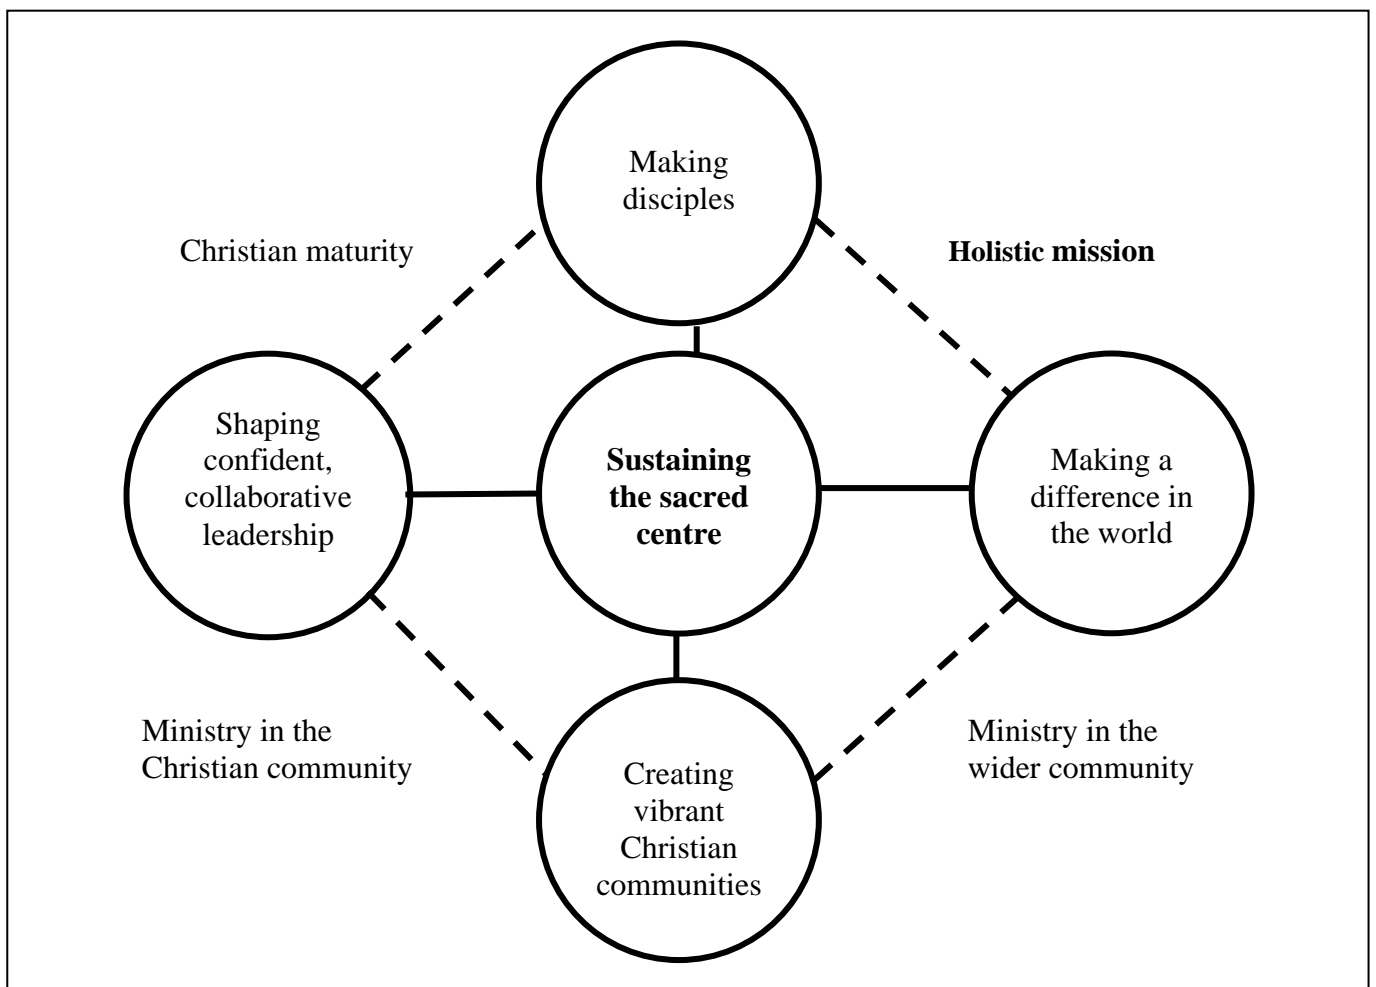 Making
disciples
Christian maturity
Holistic mission
Shaping
confident,
collaborative
leadership
Sustaining
the sacred
centre
Making a
difference in
the world
Ministry in the
Christian community
Ministry in the
wider community
Creating
vibrant
Christian
communities